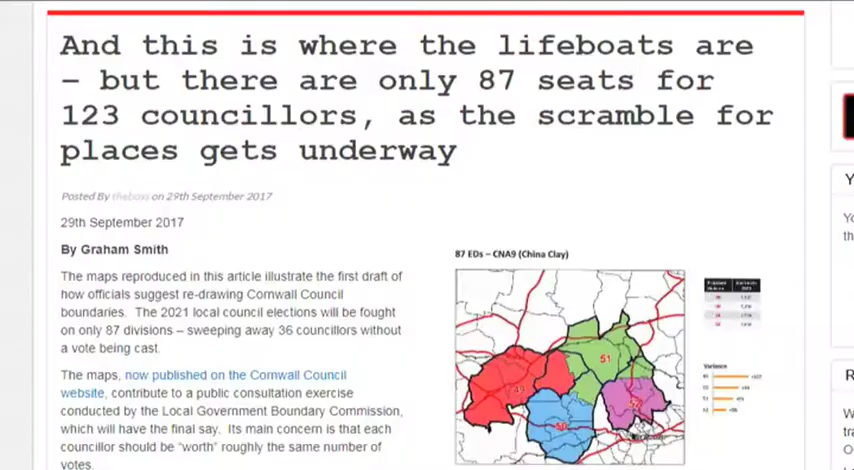 And this is where the lifeboats are
– but there are only 87 seats for
123 councillors, as the scramble for
places gets underway
Posted By theboss on 29th September 2017
29th September 2017
By Graham Smith
The maps reproduced in this article illustrate the first draft of
how officials suggest re-drawing Cornwall Council
boundaries. The 2021 local council elections will be fought
on only 87 divisions – sweeping away 36 councillors without
a vote being cast.
The maps, now published on the Cornwall Council
website, contribute to a public consultation exercise
conducted by the Local Government Boundary Commission,
which will have the final say. Its main concern is that each
councillor should be "worth" roughly the same number of
votes.
87 EDs – CNA9 (China Clay)
51
49
50
52
Variance
Y
Yo
th
R
W